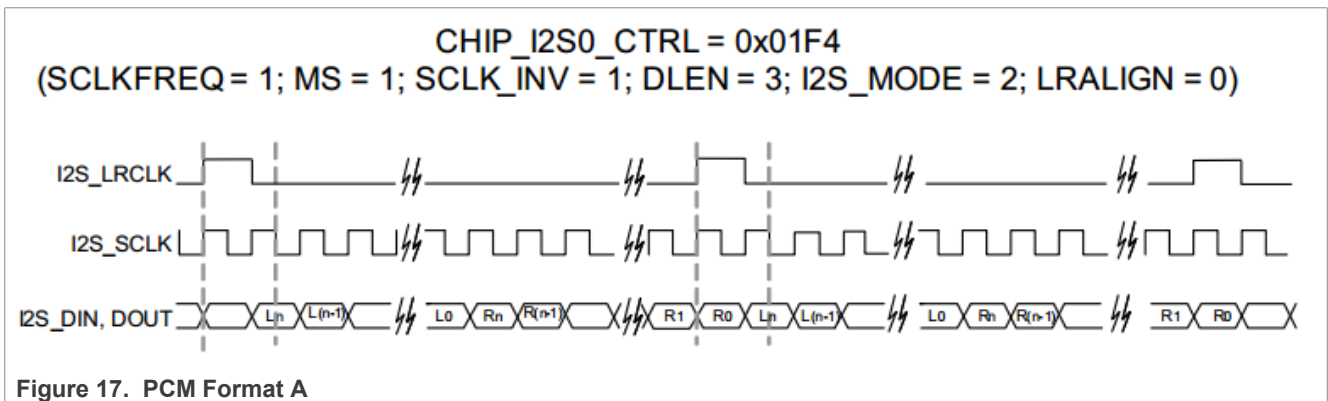 CHIP_I2S0_CTRL = 0x01F4
(SCLKFREQ = 1; MS = 1; SCLK_INV = 1; DLEN = 3; I2S_MODE = 2; LRALIGN = 0)
I2S_LRCLK
I2S_SCLK
I2S_DIN, DOUT Ln L(n-1) L0 Rn R(n-1) R1 R0 Ln L(n-1) L0 Rn R(n-1) R1 R0
Figure 17. PCM Format A